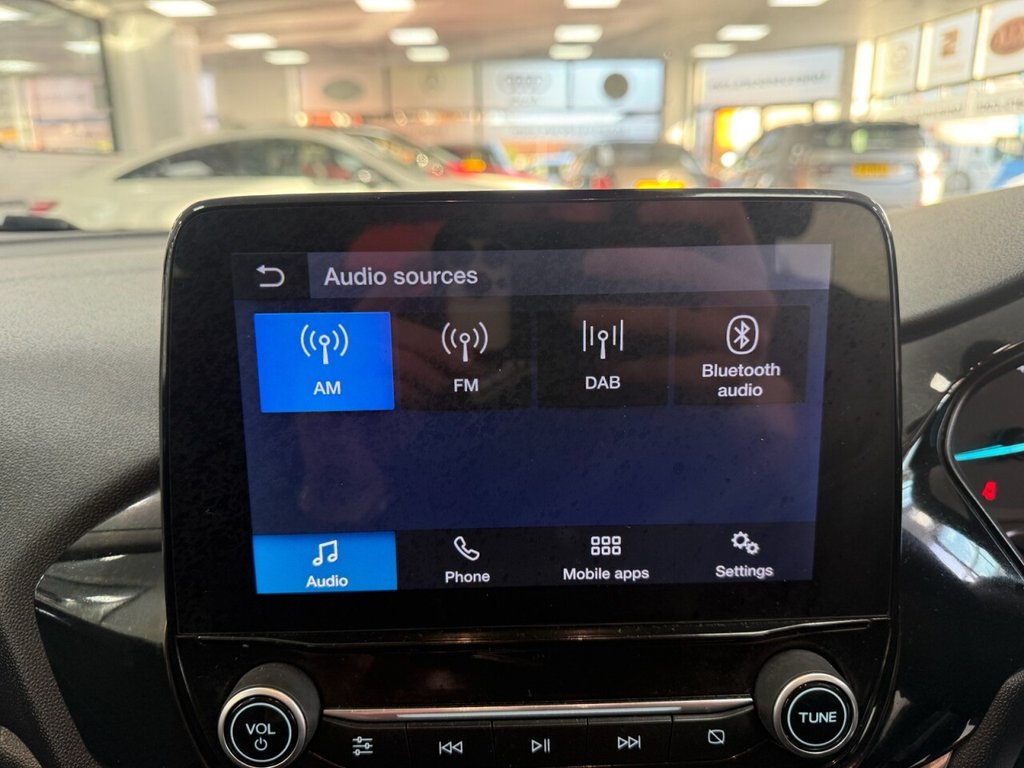 Audio sources
AM
FM
DAB
Bluetooth
audio
Audio
Phone
Mobile apps
Settings
VOL
TUNE